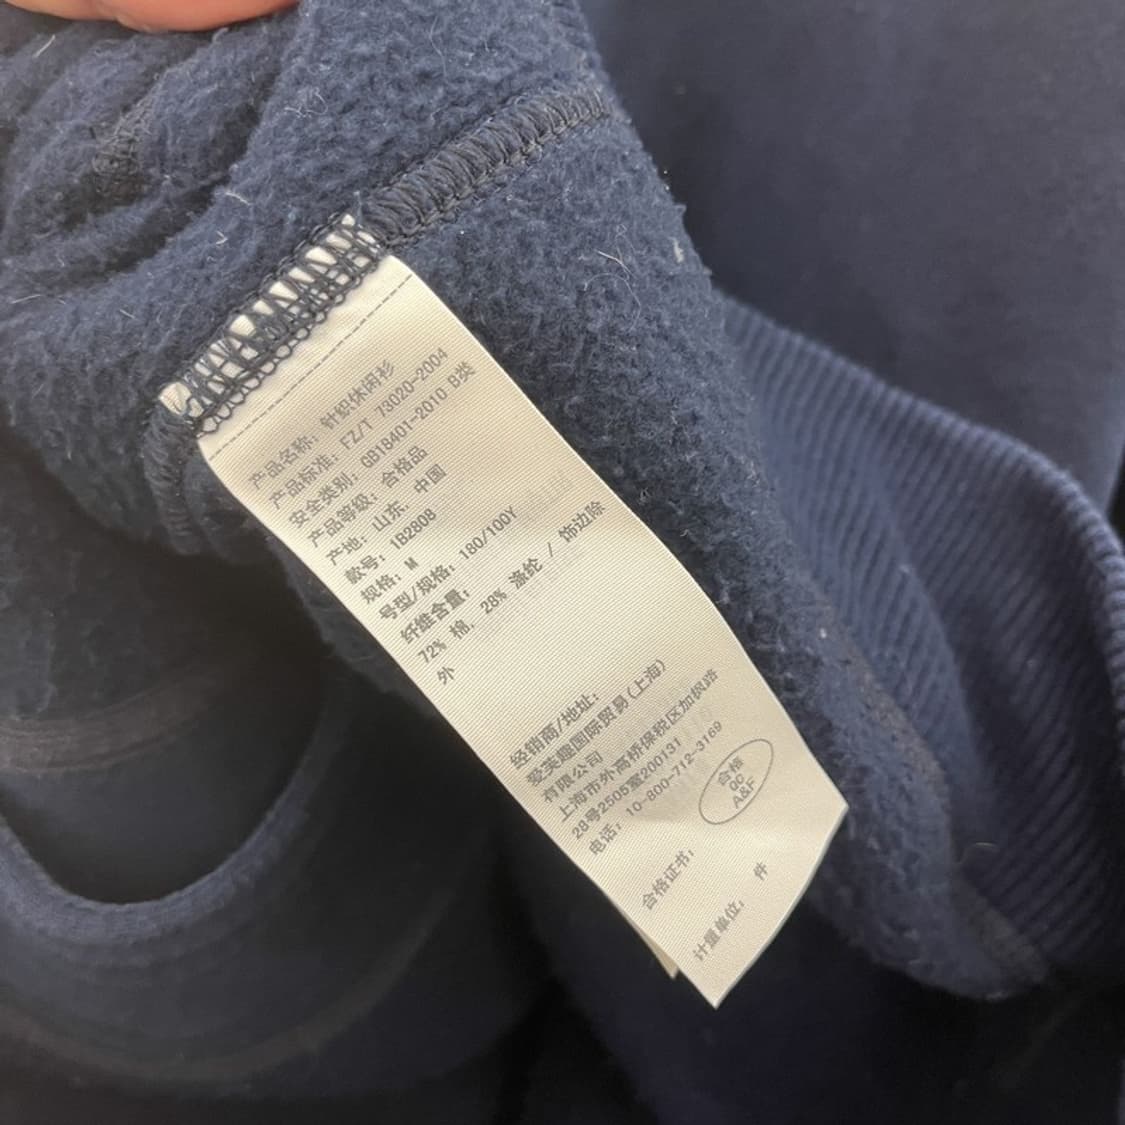 产品名称: 针织休闲衫
产品标准: FZ/T 73020-2004
安全类别: GB18401-2010 B类
产品等级: 合格品
产地: 山东, 中国
款号: 1B2808
规格: M
号型/规格: 180/100Y
纤维含量:
72% 棉, 28% 涤纶 / 饰边除
外
经销商/地址:
爱芙趣国际贸易(上海)
有限公司
上海市外高桥保税区加枫路
28号2505室200131
电话: 10-800-712-3169
合格
QC
A&F
合格证书:
计量单位: 件